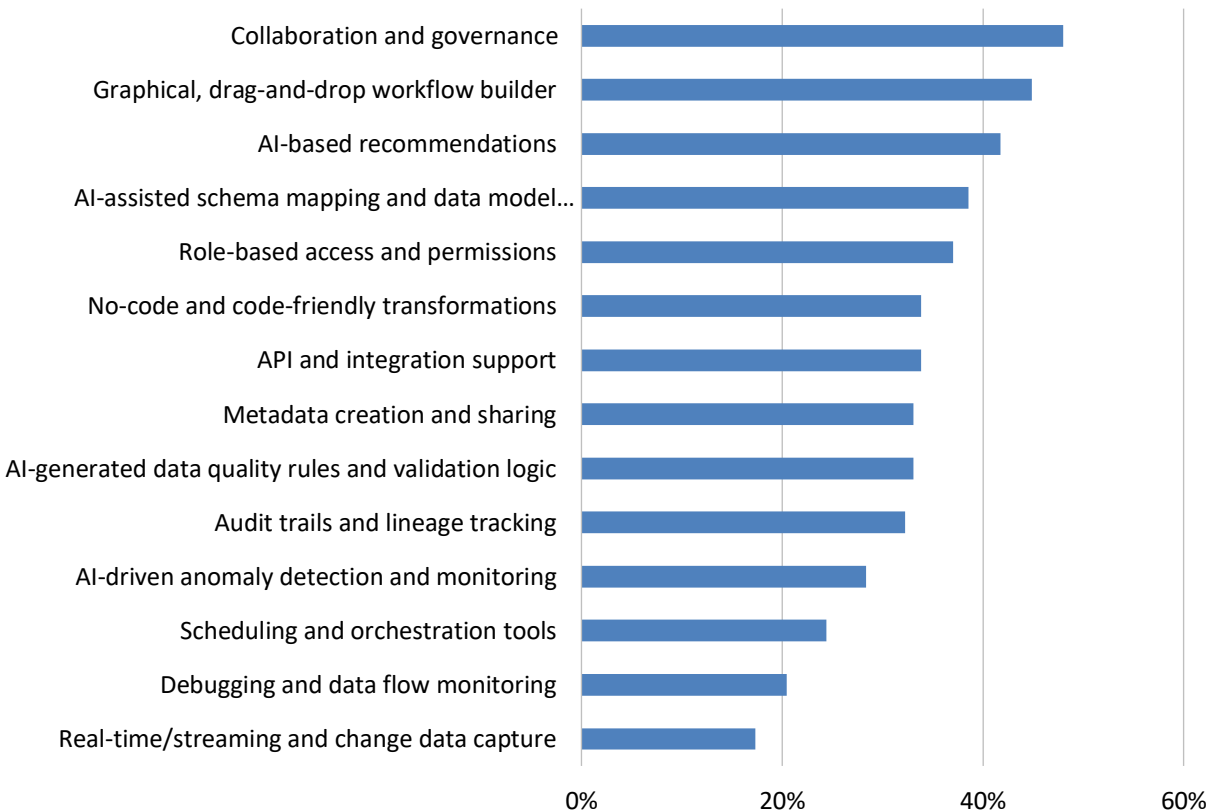 Collaboration and governance
Graphical, drag-and-drop workflow builder
AI-based recommendations
AI-assisted schema mapping and data model...
Role-based access and permissions
No-code and code-friendly transformations
API and integration support
Metadata creation and sharing
AI-generated data quality rules and validation logic
Audit trails and lineage tracking
AI-driven anomaly detection and monitoring
Scheduling and orchestration tools
Debugging and data flow monitoring
Real-time/streaming and change data capture
0% 20% 40% 60%